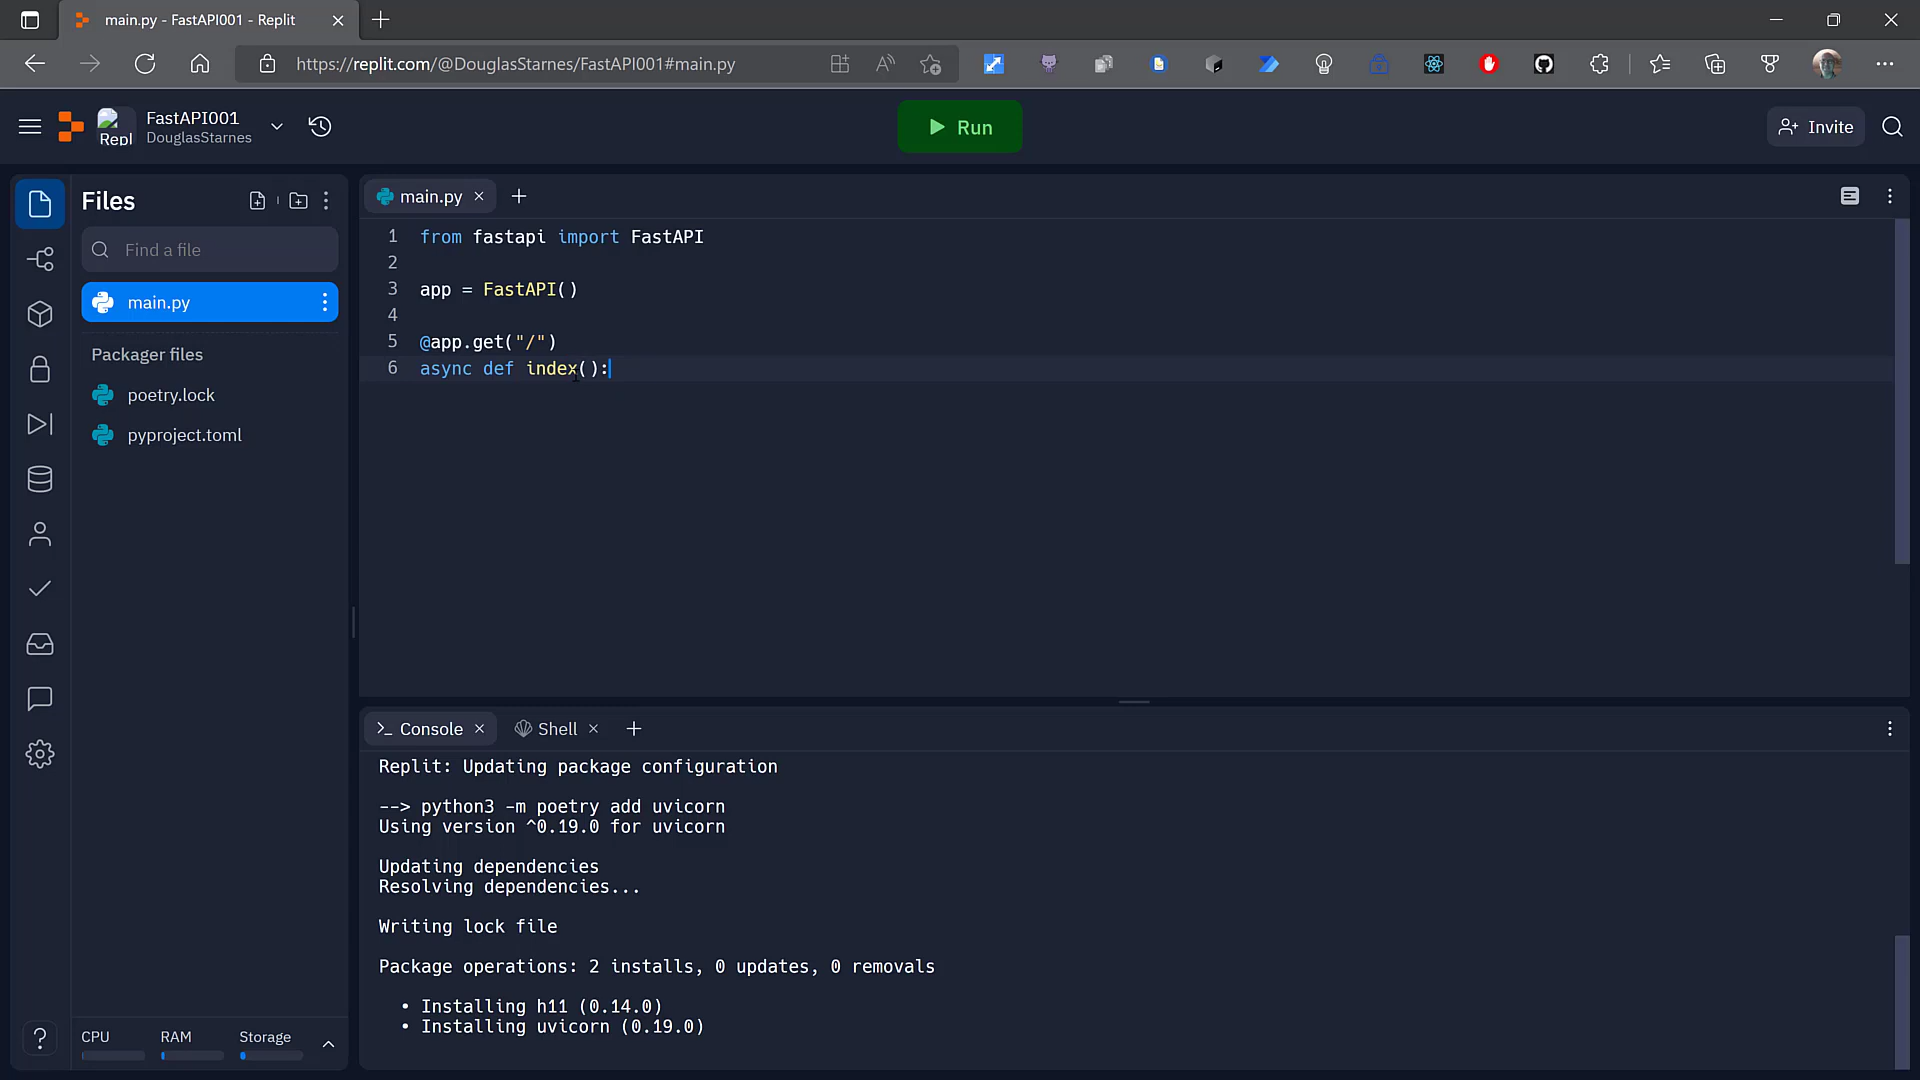 main.py - FastAPI001 - Replit
https://replit.com/@DouglasStarnes/FastAPI001#main.py
Repl
FastAPI001
DouglasStarnes
Run
Invite
Files
Find a file
main.py
Packager files
poetry.lock
pyproject.toml
CPU
RAM
Storage
main.py
1 from fastapi import FastAPI
2
3 app = FastAPI()
4
5 @app.get("/")
6 async def index():
>_ Console
Shell
Replit: Updating package configuration
--> python3 -m poetry add uvicorn
Using version ^0.19.0 for uvicorn
Updating dependencies
Resolving dependencies...
Writing lock file
Package operations: 2 installs, 0 updates, 0 removals
• Installing h11 (0.14.0)
• Installing uvicorn (0.19.0)